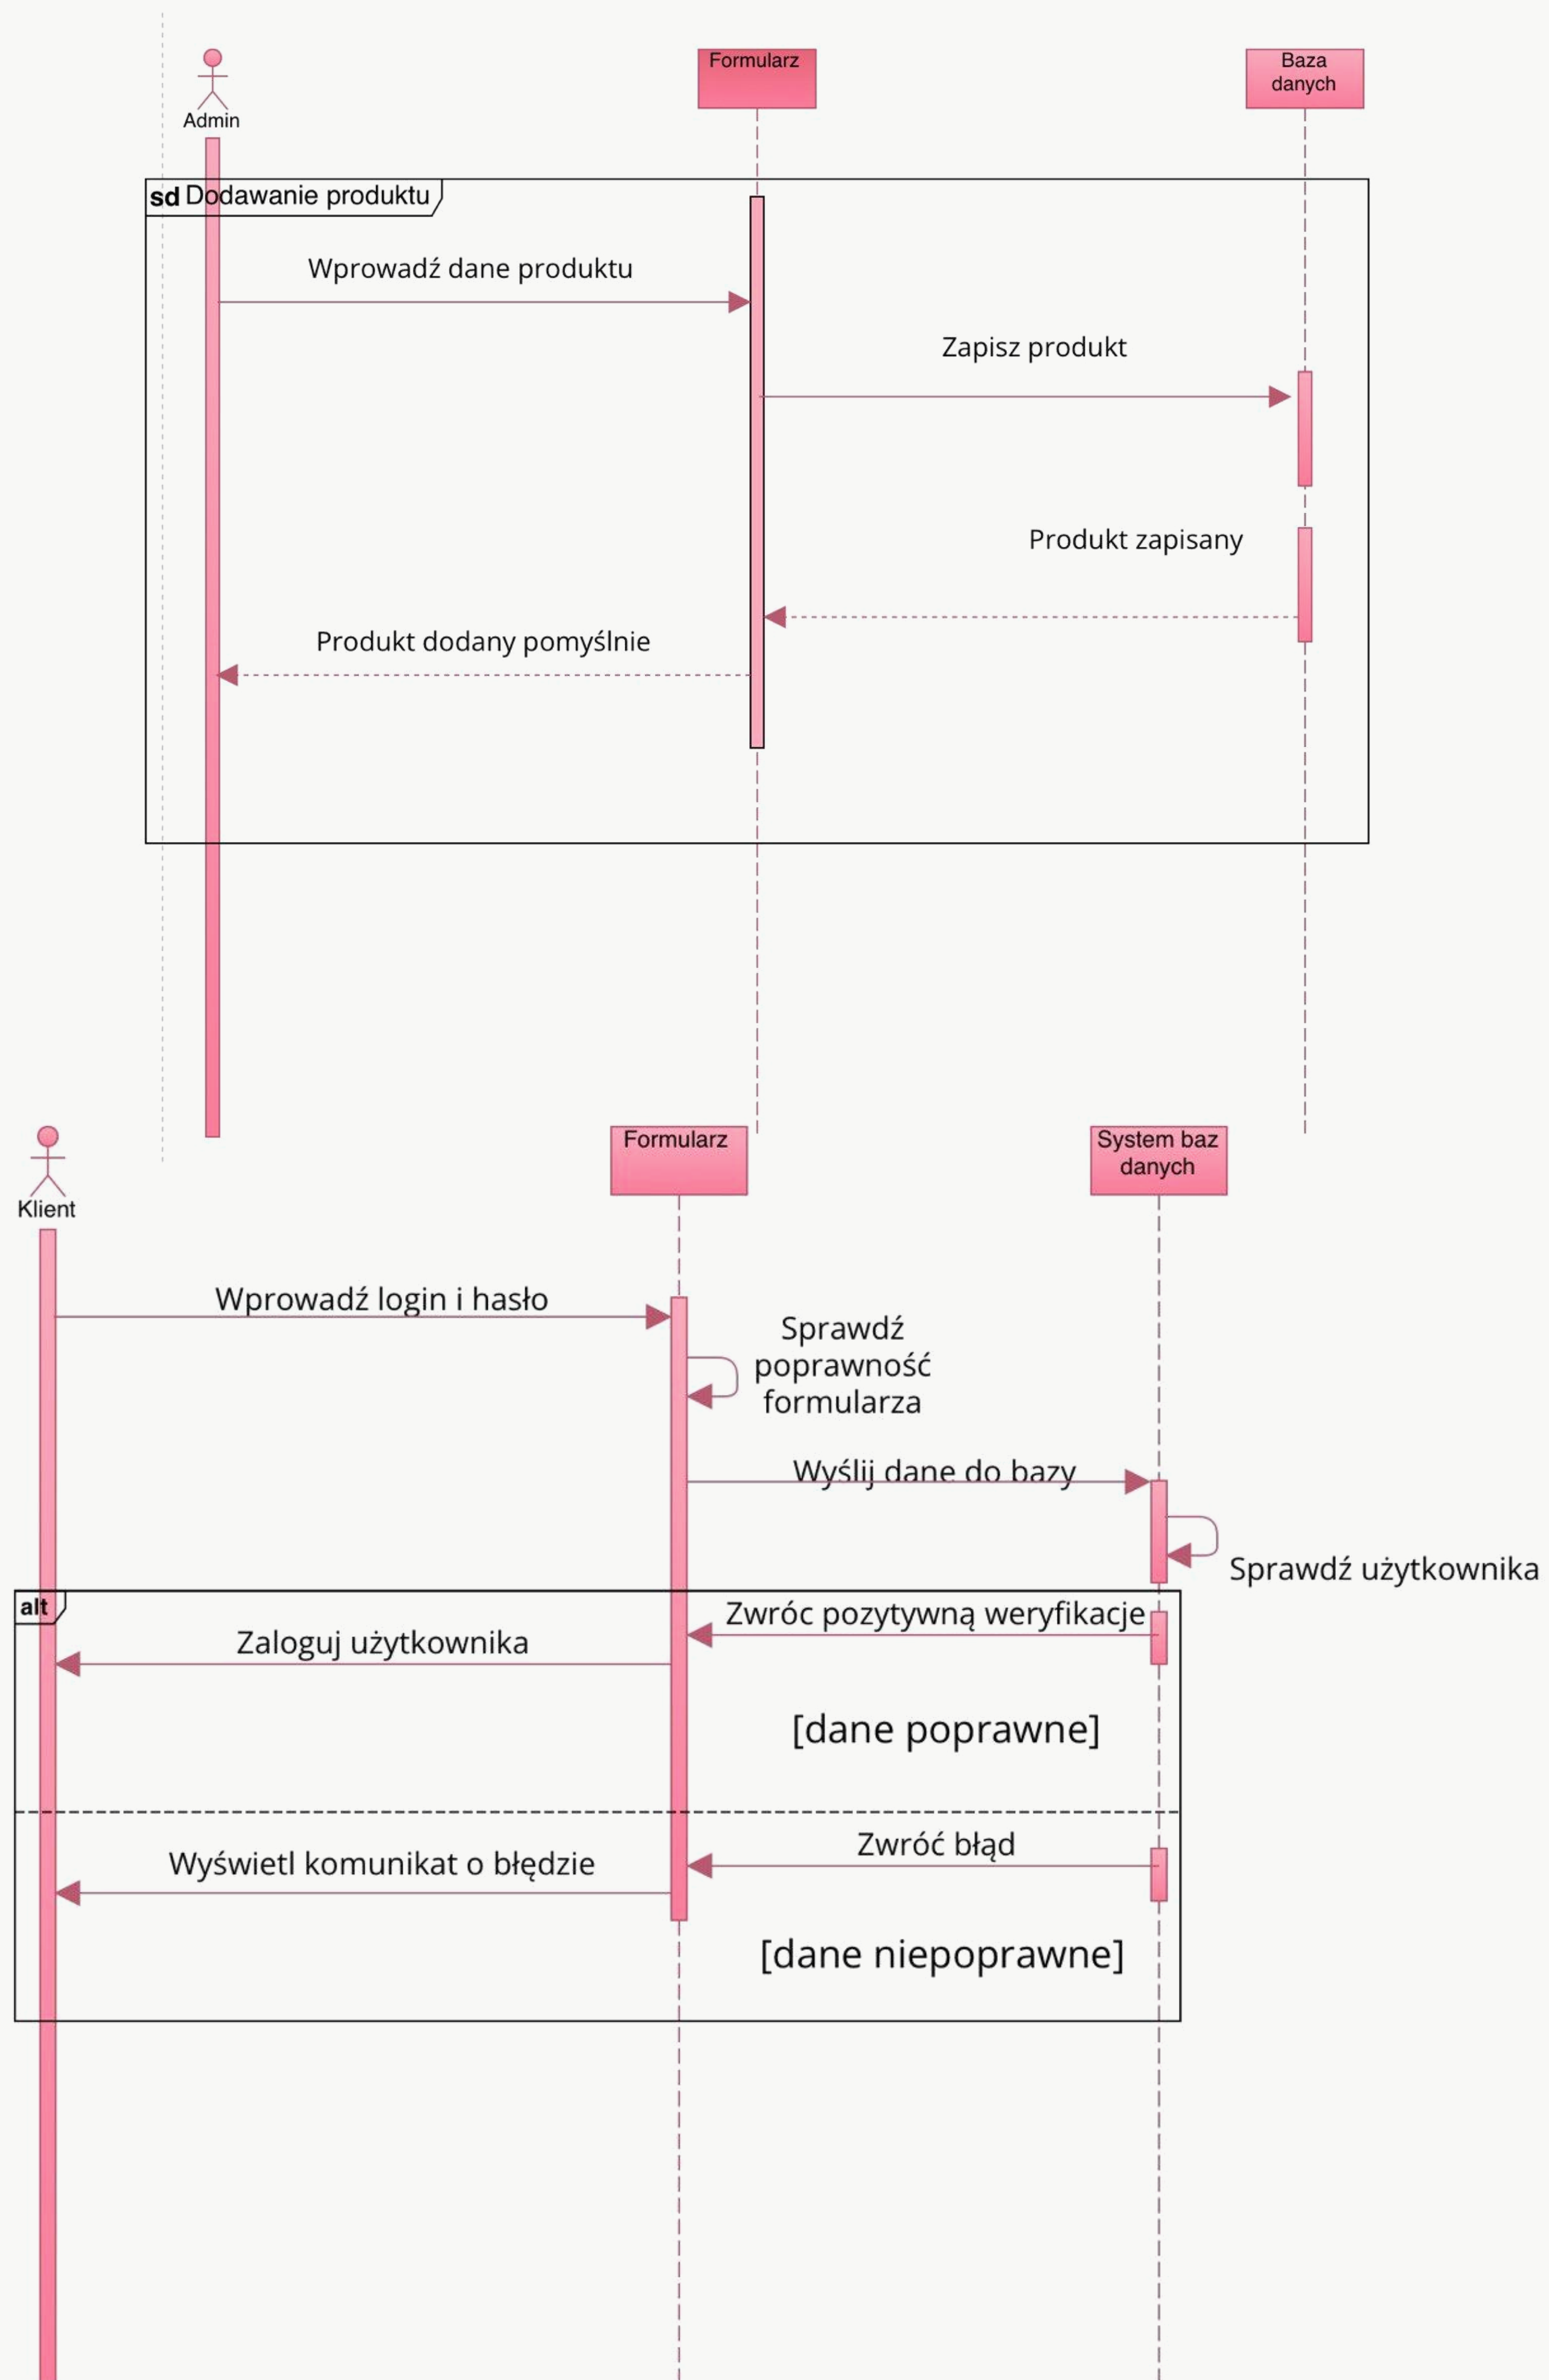 Admin
Formularz
Baza
danych
sd Dodawanie produktu
Wprowadź dane produktu
Zapisz produkt
Produkt zapisany
Produkt dodany pomyślnie
Klient
Formularz
System baz
danych
Wprowadź login i hasło
Sprawdź
poprawność
formularza
Wyślij dane do bazy
Sprawdź użytkownika
alt
Zwróc pozytywną weryfikacje
Zaloguj użytkownika
[dane poprawne]
Zwróć błąd
Wyświetl komunikat o błędzie
[dane niepoprawne]